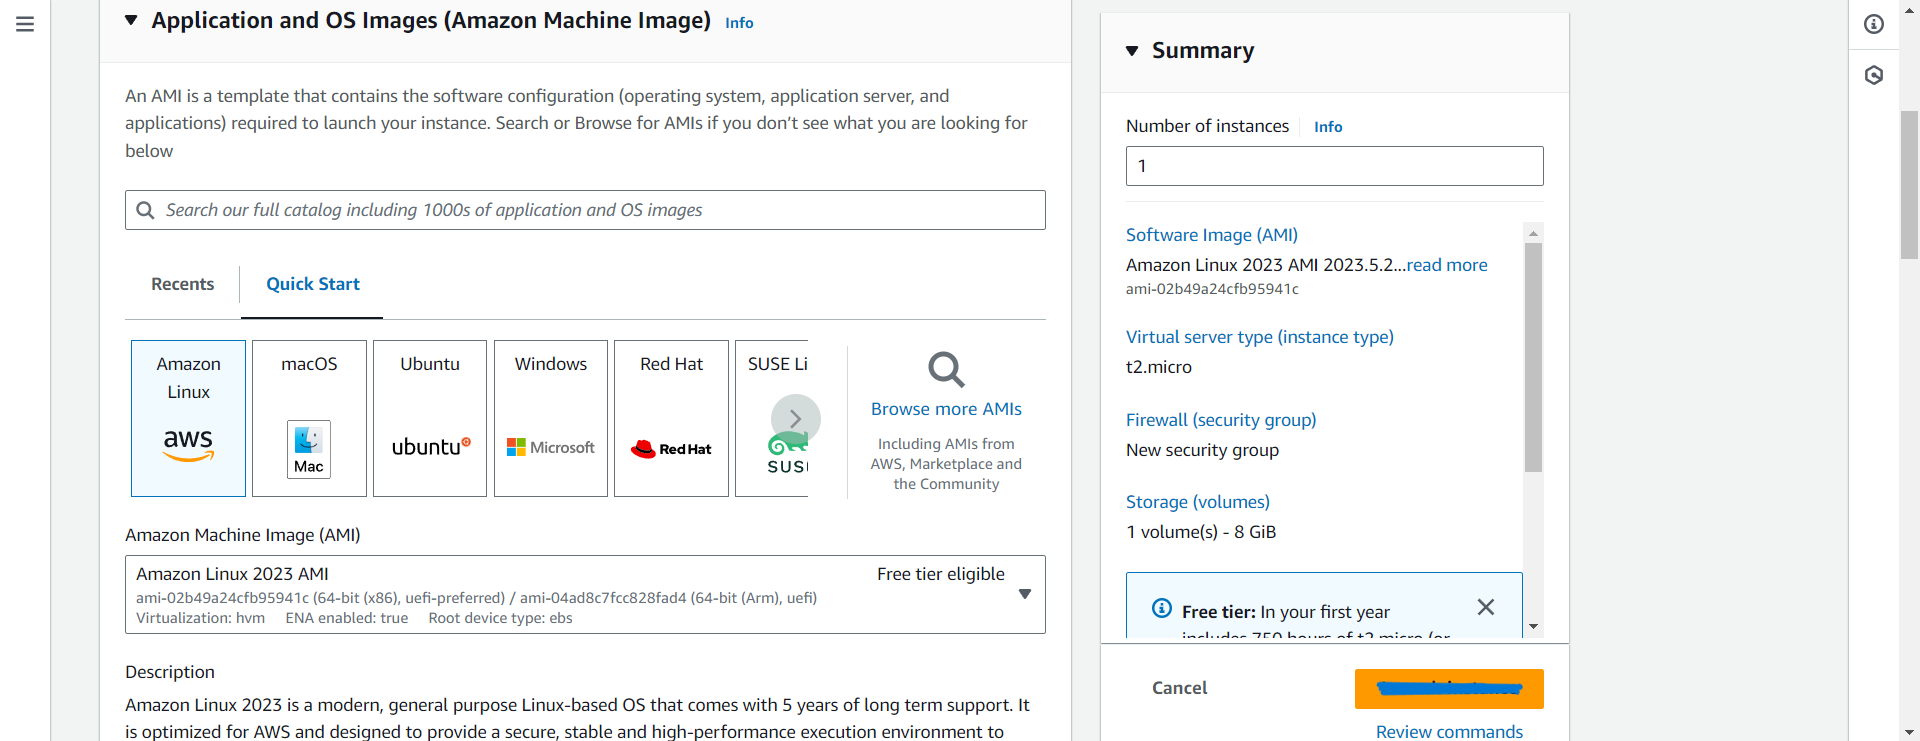 Application and OS Images (Amazon Machine Image) Info
An AMI is a template that contains the software configuration (operating system, application server, and
applications) required to launch your instance. Search or Browse for AMIs if you don’t see what you are looking for
below
Search our full catalog including 1000s of application and OS images
Recents
Quick Start
Amazon
Linux
aws
macOS
Mac
Ubuntu
ubuntu
Windows
Microsoft
Red Hat
Red Hat
SUSE Li
SUS
Browse more AMIs
Including AMIs from
AWS, Marketplace and
the Community
Amazon Machine Image (AMI)
Amazon Linux 2023 AMI
Free tier eligible
ami-02b49a24cfb95941c (64-bit (x86), uefi-preferred) / ami-04ad8c7fcc828fad4 (64-bit (Arm), uefi)
Virtualization: hvm ENA enabled: true Root device type: ebs
Description
Amazon Linux 2023 is a modern, general purpose Linux-based OS that comes with 5 years of long term support. It
is optimized for AWS and designed to provide a secure, stable and high-performance execution environment to
Summary
Number of instances Info
1
Software Image (AMI)
Amazon Linux 2023 AMI 2023.5.2...read more
ami-02b49a24cfb95941c
Virtual server type (instance type)
t2.micro
Firewall (security group)
New security group
Storage (volumes)
1 volume(s) - 8 GiB
Free tier: In your first year
includes 750 hours of t2.micro (or
Cancel
Review commands